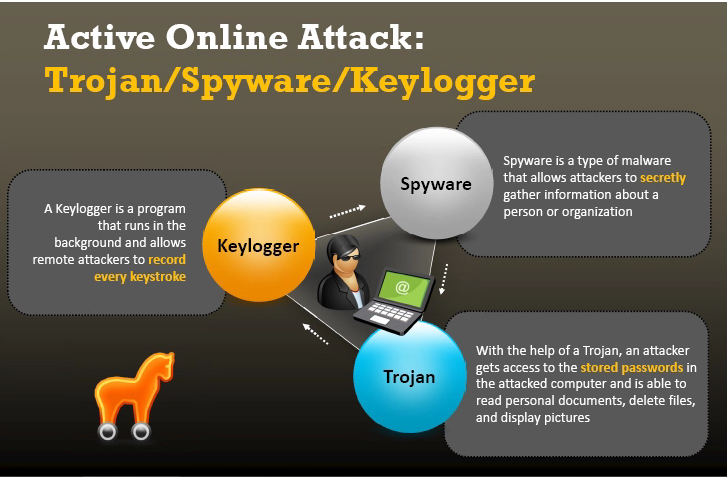 Active Online Attack:
Trojan/Spyware/Keylogger
Spyware
Spyware is a type of malware
that allows attackers to secretly
gather information about a
person or organization
A Keylogger is a program
that runs in the
background and allows
remote attackers to record
every keystroke
Keylogger
@
Trojan
With the help of a Trojan, an attacker
gets access to the stored passwords in
the attacked computer and is able to
read personal documents, delete files,
and display pictures